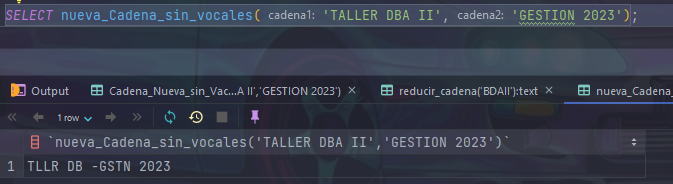 SELECT nueva_Cadena_sin_vocales( cadena1: 'TALLER DBA II', cadena2: 'GESTION 2023');
Output
Cadena_Nueva_sin_Vac...A II','GESTION 2023')
reducir_cadena('BDAII'):text
nueva_Cadena_
1 row
`nueva_Cadena_sin_vocales('TALLER DBA II','GESTION 2023')`
1 TLLR DB -GSTN 2023